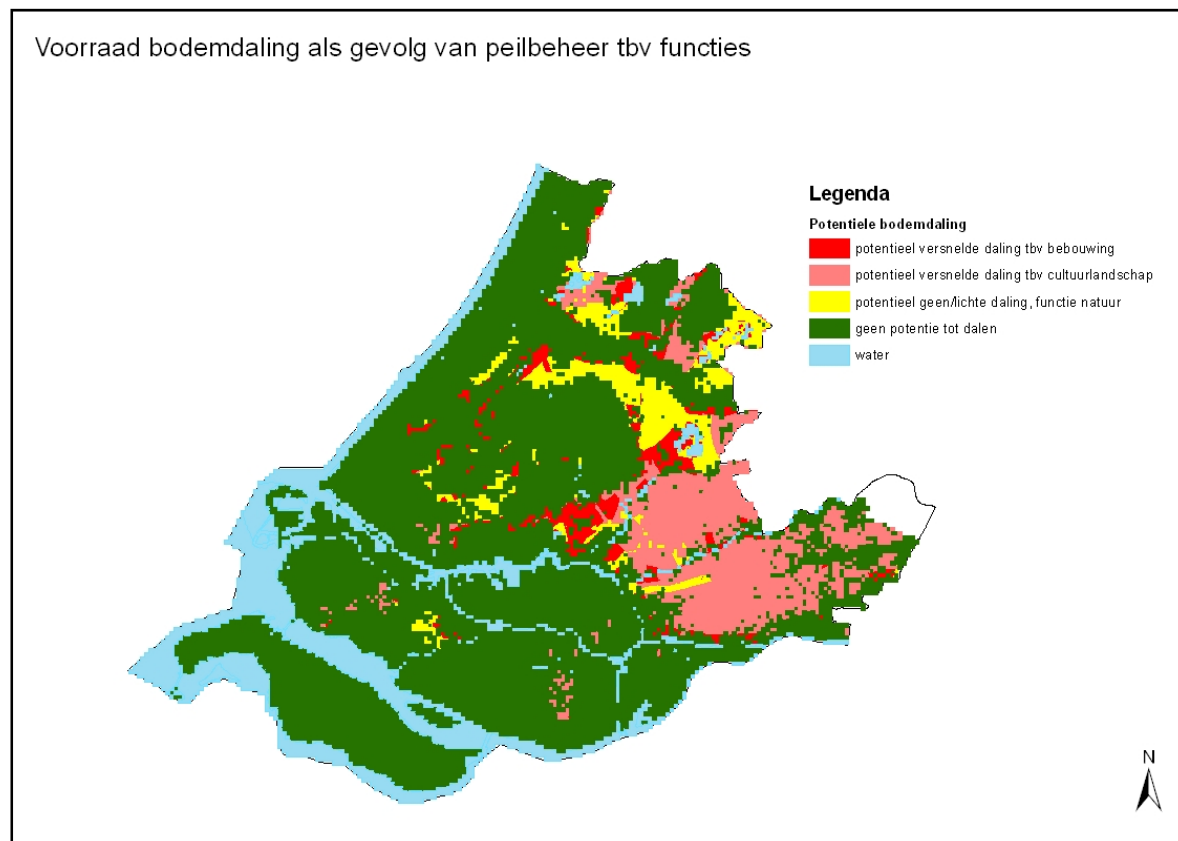 Voorraad bodemdaling als gevolg van peilbeheer tbv functies
Legenda
Potentiele bodemdaling
potentieel versnelde daling tbv bebouwing
potentieel versnelde daling tbv cultuurlandschap
potentieel geen/lichte daling, functie natuur
geen potentie tot dalen
water
N